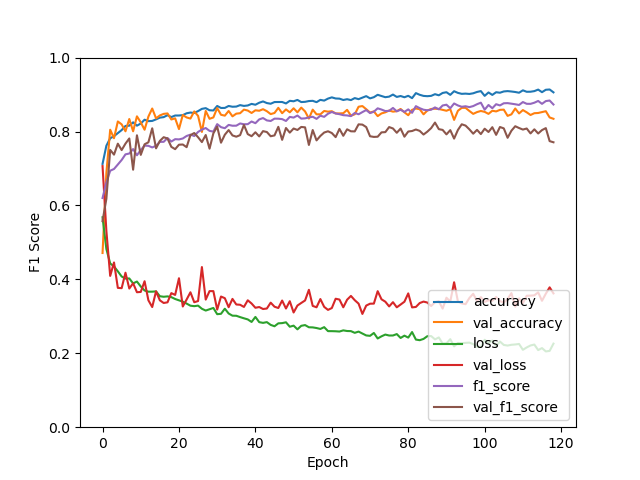 1.0
0.8
0.6
0.4
0.2
0.0
F1 Score
0 20 40 60 80 100 120
Epoch
accuracy
val_accuracy
loss
val_loss
f1_score
val_f1_score